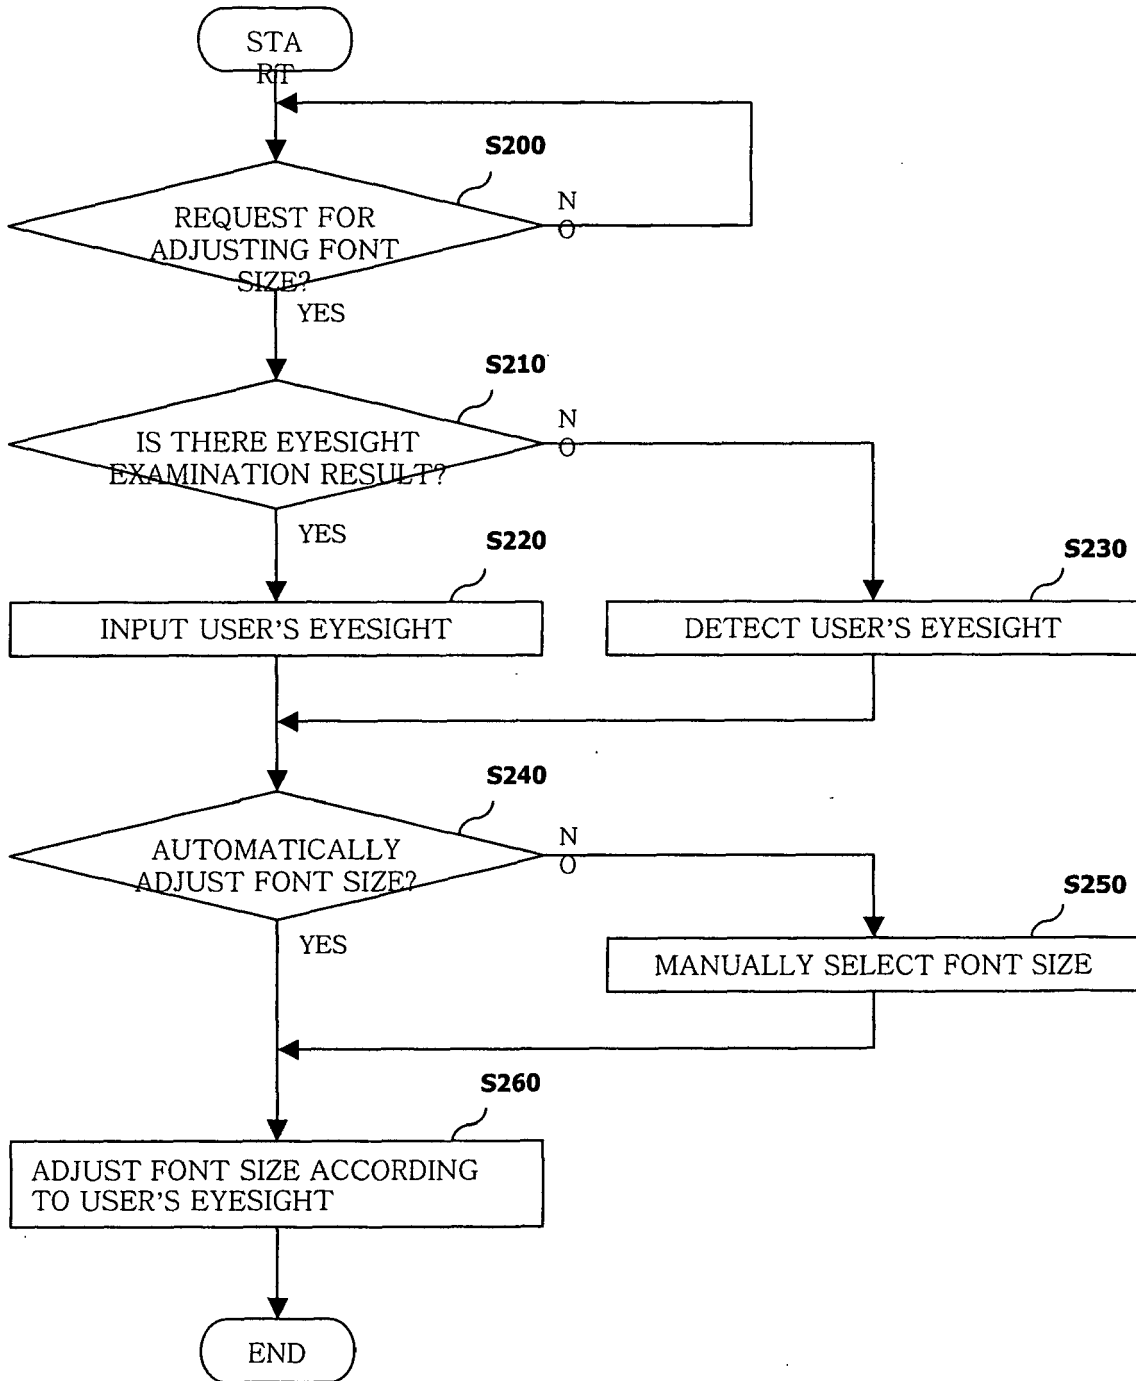 STA
RT
S200
N
O
REQUEST FOR
ADJUSTING FONT
SIZE?
YES
S210
N
O
IS THERE EYESIGHT
EXAMINATION RESULT?
YES
S220
S230
INPUT USER'S EYESIGHT
DETECT USER'S EYESIGHT
S240
N
O
AUTOMATICALLY
ADJUST FONT SIZE?
S250
YES
MANUALLY SELECT FONT SIZE
S260
ADJUST FONT SIZE ACCORDING
TO USER'S EYESIGHT
END